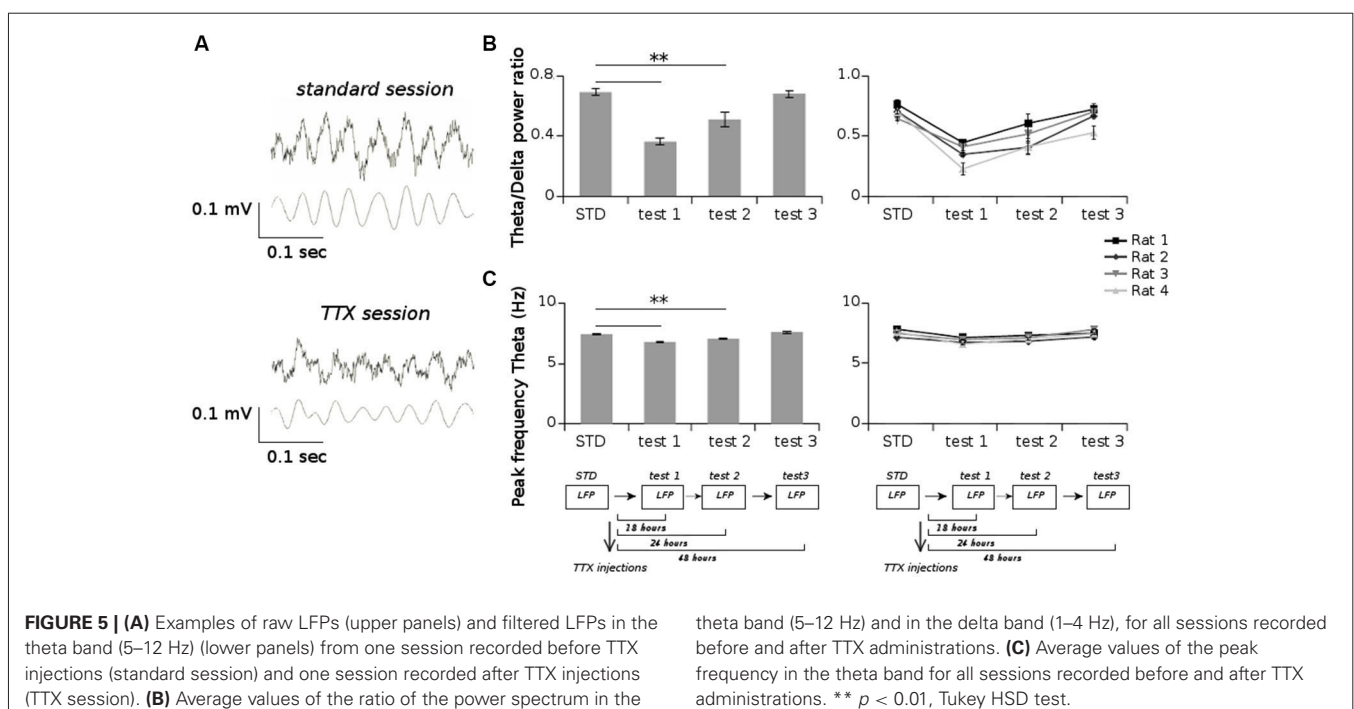 A
standard session
0.1 mV
0.1 sec
TTX session
0.1 mV
0.1 sec
B
Theta/Delta power ratio
**
0.8
0.4
0
STD test 1 test 2 test 3
1.0
0.5
0
STD test 1 test 2 test 3
Rat 1
Rat 2
Rat 3
Rat 4
C
Peak frequency Theta (Hz)
**
10
5
0
STD test 1 test 2 test 3
10
5
0
STD test 1 test 2 test 3
STD test 1 test 2 test3
LFP LFP LFP LFP
18 hours
24 hours
48 hours
TTX injections
STD test 1 test 2 test3
LFP LFP LFP LFP
18 hours
24 hours
48 hours
TTX injections
FIGURE 5 | (A) Examples of raw LFPs (upper panels) and filtered LFPs in the
theta band (5–12 Hz) (lower panels) from one session recorded before TTX
injections (standard session) and one session recorded after TTX injections
(TTX session). (B) Average values of the ratio of the power spectrum in the
theta band (5–12 Hz) and in the delta band (1–4 Hz), for all sessions recorded
before and after TTX administrations. (C) Average values of the peak
frequency in the theta band for all sessions recorded before and after TTX
administrations. ** p < 0.01, Tukey HSD test.